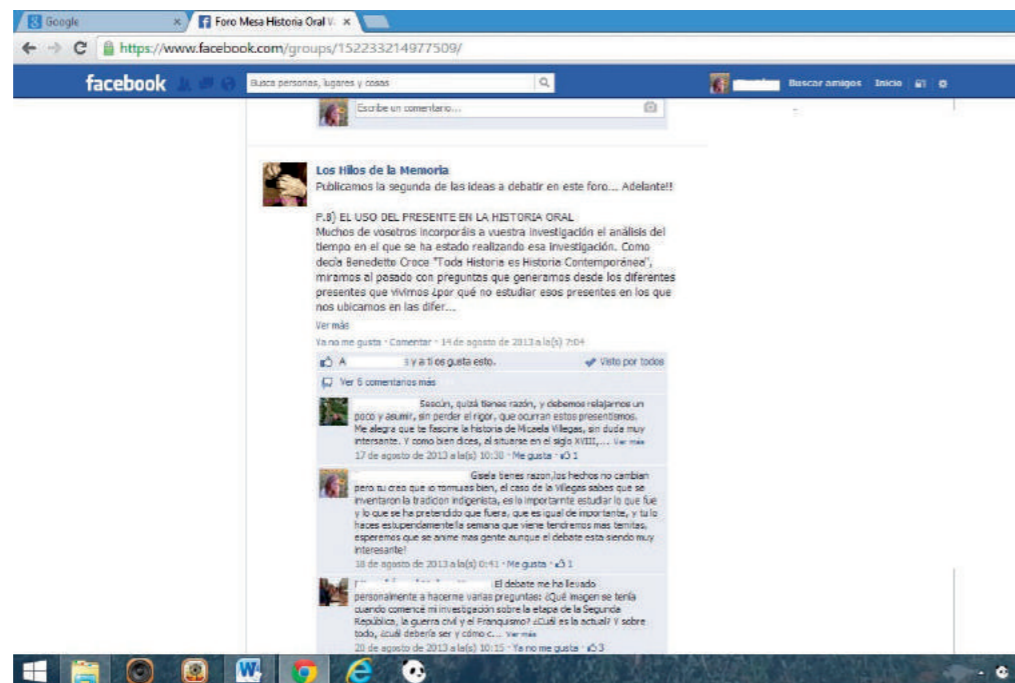 Google
Foro Mesa Historia Oral V
https://www.facebook.com/groups/152233214977509/
facebook
Busca personas, lugares y cosas
Buscar amigos Inicio
Escribe un comentario...
Los Hilos de la Memoria
Publicamos la segunda de las ideas a debatir en este foro... Adelante!!
P.B) EL USO DEL PRESENTE EN LA HISTORIA ORAL
Muchos de vosotros incorporáis a vuestra investigación el análisis del
tiempo en el que se ha estado realizando esa investigación. Como
decía Benedetto Croce "Toda Historia es Historia Contemporánea",
miramos al pasado con preguntas que generamos desde los diferentes
presentes que vivimos ¿por qué no estudiar esos presentes en los que
nos ubicamos en las difer...
Ver más
Ya no me gusta · Comentar · 14 de agosto de 2013 a la(s) 7:04
A y a ti os gusta esto. Visto por todos
Ver 6 comentarios más
quizá tienes razón, y debemos relajarnos un
poco y asumir, sin perder el rigor, que ocurran estos presentismos.
Me alegra que te fascine la historia de Micaela Villegas, sin duda muy
intersante. Y como bien dices, al situarse en el siglo XVIII,... Ver más
17 de agosto de 2013 a la(s) 10:38 · Me gusta · 1
Gisela tienes razon,los hechos no cambian
pero tu creo que lo formulas bien, el caso de la Villegas sabes que se
inventaron la tradicion indigenista, es lo importarnte estudiar lo que fue
y lo que se ha pretendido que fuera, que es igual de importante, y tu lo
haces estupendamente la semana que viene tendremos mas temitas,
esperemos que se anime mas gente aunque el debate esta siendo muy
interesante!
18 de agosto de 2013 a la(s) 0:41 · Me gusta · 1
El debate me ha llevado
personalmente a hacerme varias preguntas: ¿Qué imagen se tenía
cuando comencé mi investigación sobre la etapa de la Segunda
República, la guerra civil y el Franquismo? ¿Cuál es la actual? Y sobre
todo, ¿cuál debería ser y cómo c... Ver más
20 de agosto de 2013 a la(s) 10:15 · Ya no me gusta · 3